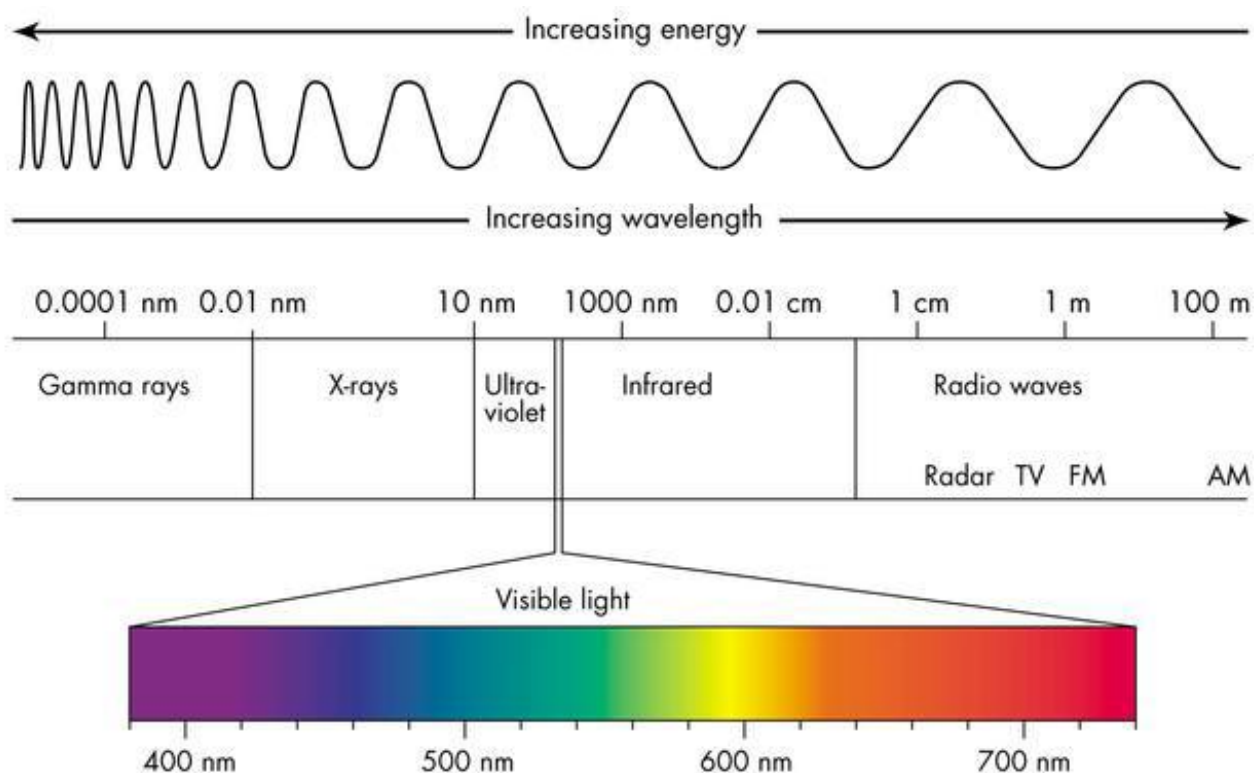 Increasing energy
Increasing wavelength
0.0001 nm 0.01 nm 10 nm 1000 nm 0.01 cm 1 cm 1 m 100 m
Gamma rays X-rays Ultra- Infrared Radio waves
violet
Radar TV FM AM
Visible light
400 nm 500 nm 600 nm 700 nm